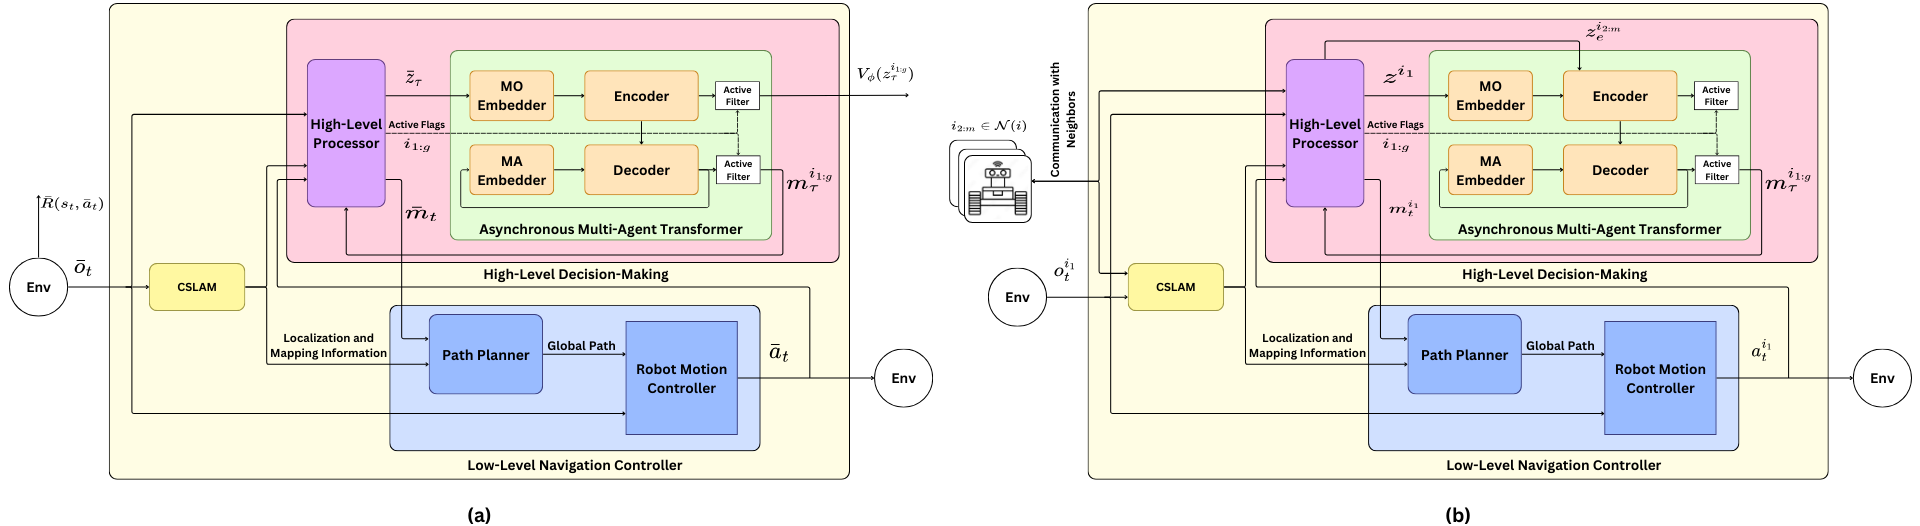 High-Level
Processor
$\bar{z}_\tau$
Active Flags
$i_{1:g}$
MO
Embedder
Encoder
Active
Filter
$V_\phi(z_\tau^{i_{1:g}})$
MA
Embedder
Decoder
Active
Filter
$m_\tau^{i_{1:g}}$
Asynchronous Multi-Agent Transformer
$\bar{m}_t$
High-Level Decision-Making
$\bar{R}(s_t, \bar{a}_t)$
$\bar{o}_t$
Env
CSLAM
Localization and
Mapping Information
Path Planner
Global Path
Robot Motion
Controller
$\bar{a}_t$
Env
Low-Level Navigation Controller
(a)
Communication with
Neighbors
$i_{2:m} \in \mathcal{N}(i)$
$z_e^{i_{2:m}}$
High-Level
Processor
$z^{i_1}$
Active Flags
$i_{1:g}$
MO
Embedder
Encoder
Active
Filter
MA
Embedder
Decoder
Active
Filter
$m_\tau^{i_{1:g}}$
Asynchronous Multi-Agent Transformer
$m_t^{i_1}$
High-Level Decision-Making
$o_t^{i_1}$
Env
CSLAM
Localization and
Mapping Information
Path Planner
Global Path
Robot Motion
Controller
$a_t^{i_1}$
Env
Low-Level Navigation Controller
(b)